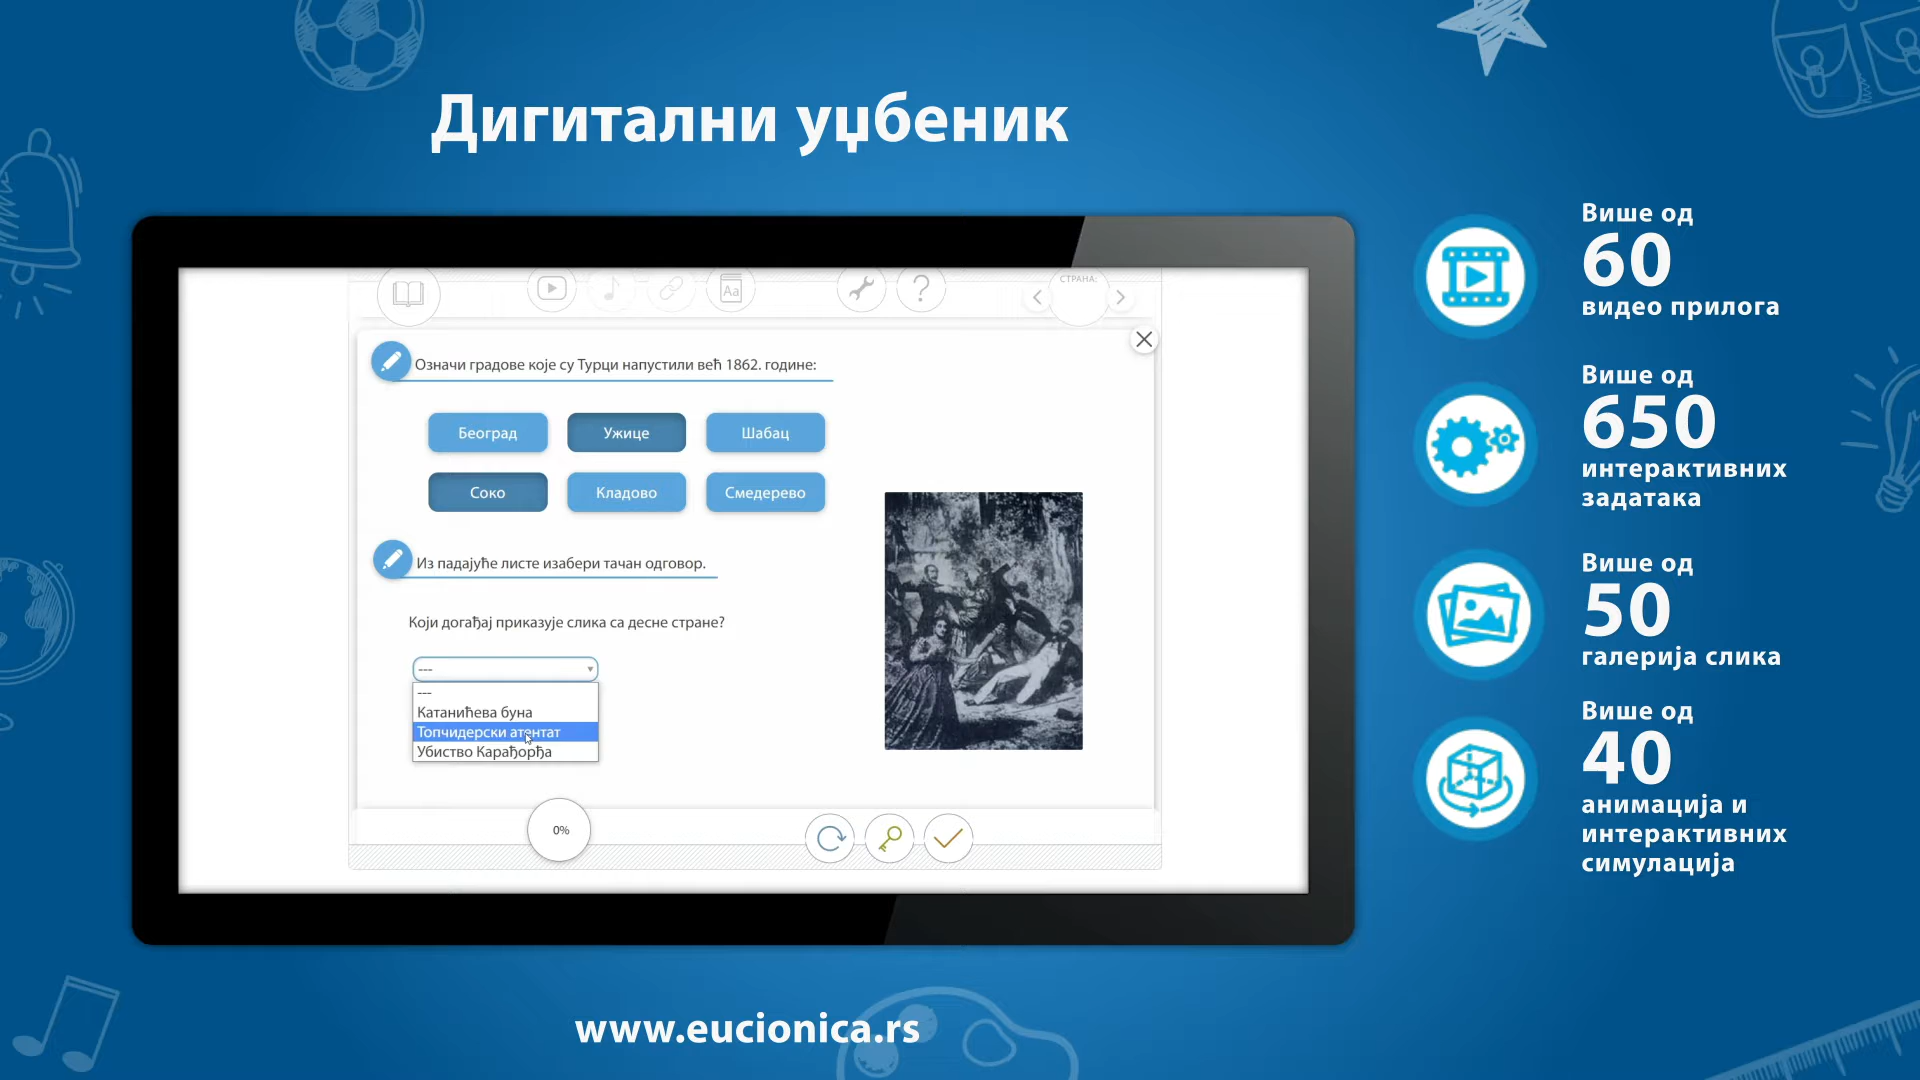 Дигитални уџбеник
СТРАНА:
Aa
?
Означи градове које су Турци напустили већ 1862. године:
Београд
Ужице
Шабац
Соко
Кладово
Смедерево
Из падајуће листе изабери тачан одговор.
Који догађај приказује слика са десне стране?
---
---
Катанићева буна
Топчидерски атентат
Убиство Карађорђа
0%
Више од
60
видео прилога
Више од
650
интерактивних
задатака
Више од
50
галерија слика
Више од
40
анимација и
интерактивних
симулација
www.eucionica.rs